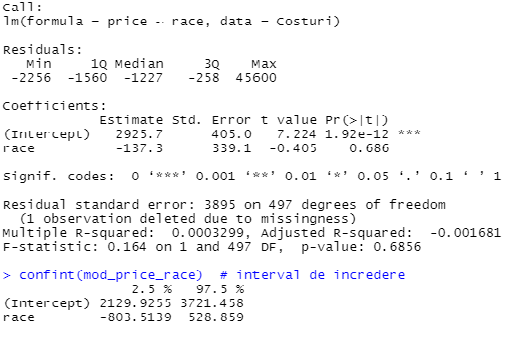 Call:
lm(formula = price ~ race, data = Costuri)
Residuals:
Min 1Q Median 3Q Max
-2256 -1560 -1227 -258 45600
Coefficients:
Estimate Std. Error t value Pr(>|t|)
(Intercept) 2925.7 405.0 7.224 1.92e-12 ***
race -137.3 339.1 -0.405 0.686
Signif. codes: 0 ‘***’ 0.001 ‘**’ 0.01 ‘*’ 0.05 ‘.’ 0.1 ‘ ’ 1
Residual standard error: 3895 on 497 degrees of freedom
(1 observation deleted due to missingness)
Multiple R-squared: 0.0003299, Adjusted R-squared: -0.001681
F-statistic: 0.164 on 1 and 497 DF, p-value: 0.6856
> confint(mod_price_race) # interval de incredere
2.5 % 97.5 %
(Intercept) 2129.9255 3721.458
race -803.5139 528.859